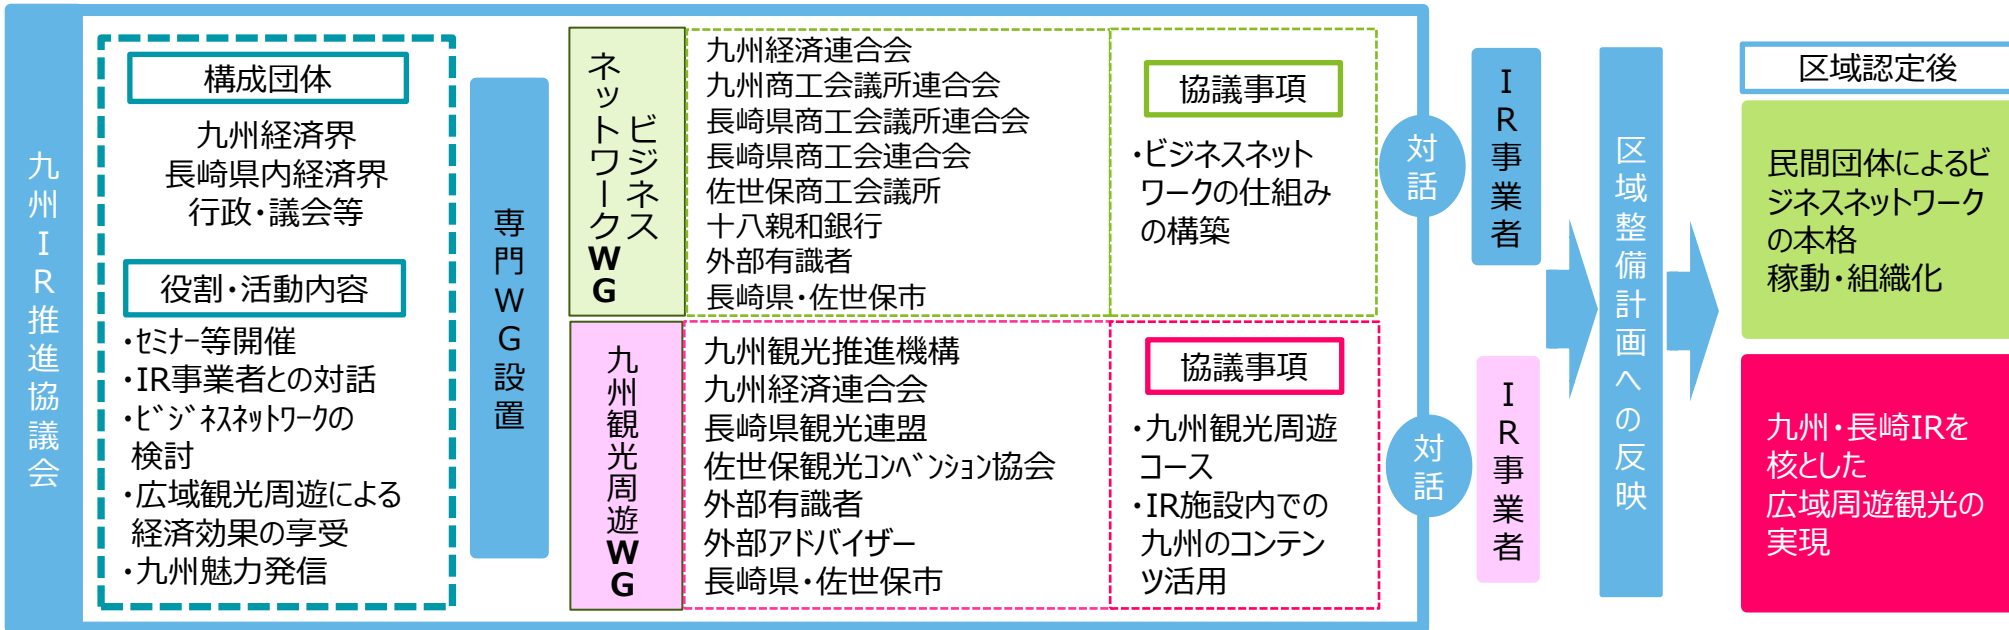 九州IR推進協議会
構成団体
九州経済界
長崎県内経済界
行政・議会等
役割・活動内容
・ｾﾐﾅｰ等開催
・IR事業者との対話
・ﾋﾞｼﾞﾈｽﾈｯﾄﾜｰｸの
検討
・広域観光周遊による
経済効果の享受
・九州魅力発信
専門WG設置
ビジネス
ネットワークWG
九州経済連合会
九州商工会議所連合会
長崎県商工会議所連合会
長崎県商工会連合会
佐世保商工会議所
十八親和銀行
外部有識者
長崎県・佐世保市
協議事項
・ビジネスネット
ワークの仕組み
の構築
対話
IR事業者
九州観光周遊WG
九州観光推進機構
九州経済連合会
長崎県観光連盟
佐世保観光ｺﾝﾍﾞﾝｼｮﾝ協会
外部有識者
外部アドバイザー
長崎県・佐世保市
協議事項
・九州観光周遊
コース
・IR施設内での
九州のコンテン
ツ活用
対話
IR事業者
区域整備計画への反映
区域認定後
民間団体によるビ
ジネスネットワーク
の本格
稼動・組織化
九州・長崎IRを
核とした
広域周遊観光の
実現